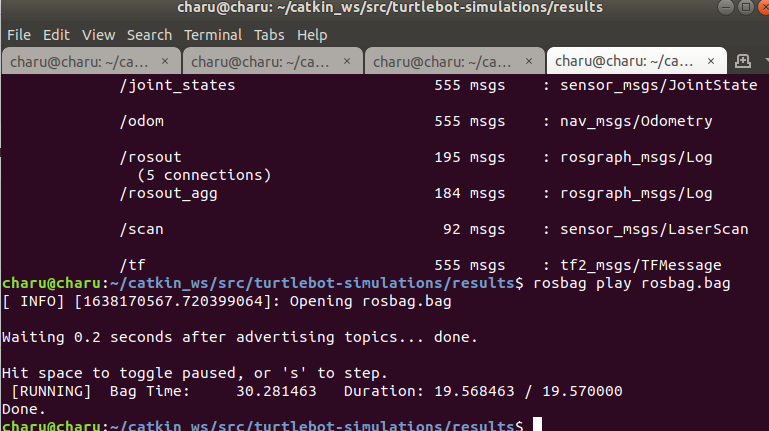 charu@charu: ~/catkin_ws/src/turtlebot-simulations/results
File Edit View Search Terminal Tabs Help
charu@charu: ~/ca… × charu@charu: ~/ca… × charu@charu: ~/ca… × charu@charu: ~/ca… ×
/joint_states 555 msgs : sensor_msgs/JointState
/odom 555 msgs : nav_msgs/Odometry
/rosout 195 msgs : rosgraph_msgs/Log
(5 connections)
/rosout_agg 184 msgs : rosgraph_msgs/Log
/scan 92 msgs : sensor_msgs/LaserScan
/tf 555 msgs : tf2_msgs/TFMessage
charu@charu:~/catkin_ws/src/turtlebot-simulations/results$ rosbag play rosbag.bag
[ INFO] [1638170567.720399064]: Opening rosbag.bag
Waiting 0.2 seconds after advertising topics... done.
Hit space to toggle paused, or 's' to step.
[RUNNING] Bag Time: 30.281463 Duration: 19.568463 / 19.570000
Done.
charu@charu:~/catkin_ws/src/turtlebot-simulations/results$